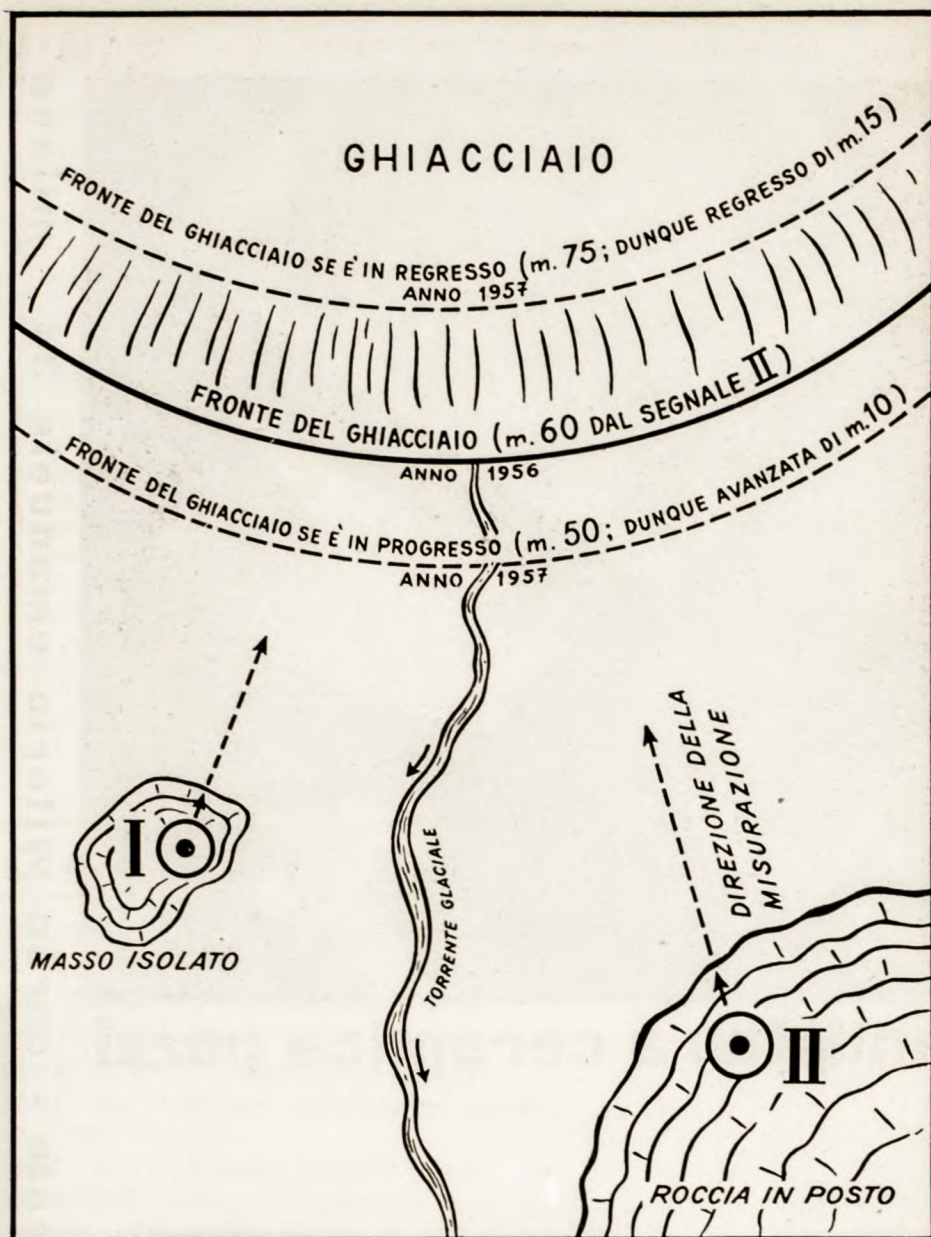 GHIACCIAIO
FRONTE DEL GHIACCIAIO SE È IN REGRESSO (m. 75; DUNQUE REGRESSO DI m. 15)
ANNO 1957
FRONTE DEL GHIACCIAIO (m. 60 DAL SEGNALE II)
ANNO 1956
FRONTE DEL GHIACCIAIO SE È IN PROGRESSO (m. 50; DUNQUE AVANZATA DI m. 10)
ANNO 1957
I
MASSO ISOLATO
TORRENTE GLACIALE
DIREZIONE DELLA
MISURAZIONE
II
ROCCIA IN POSTO